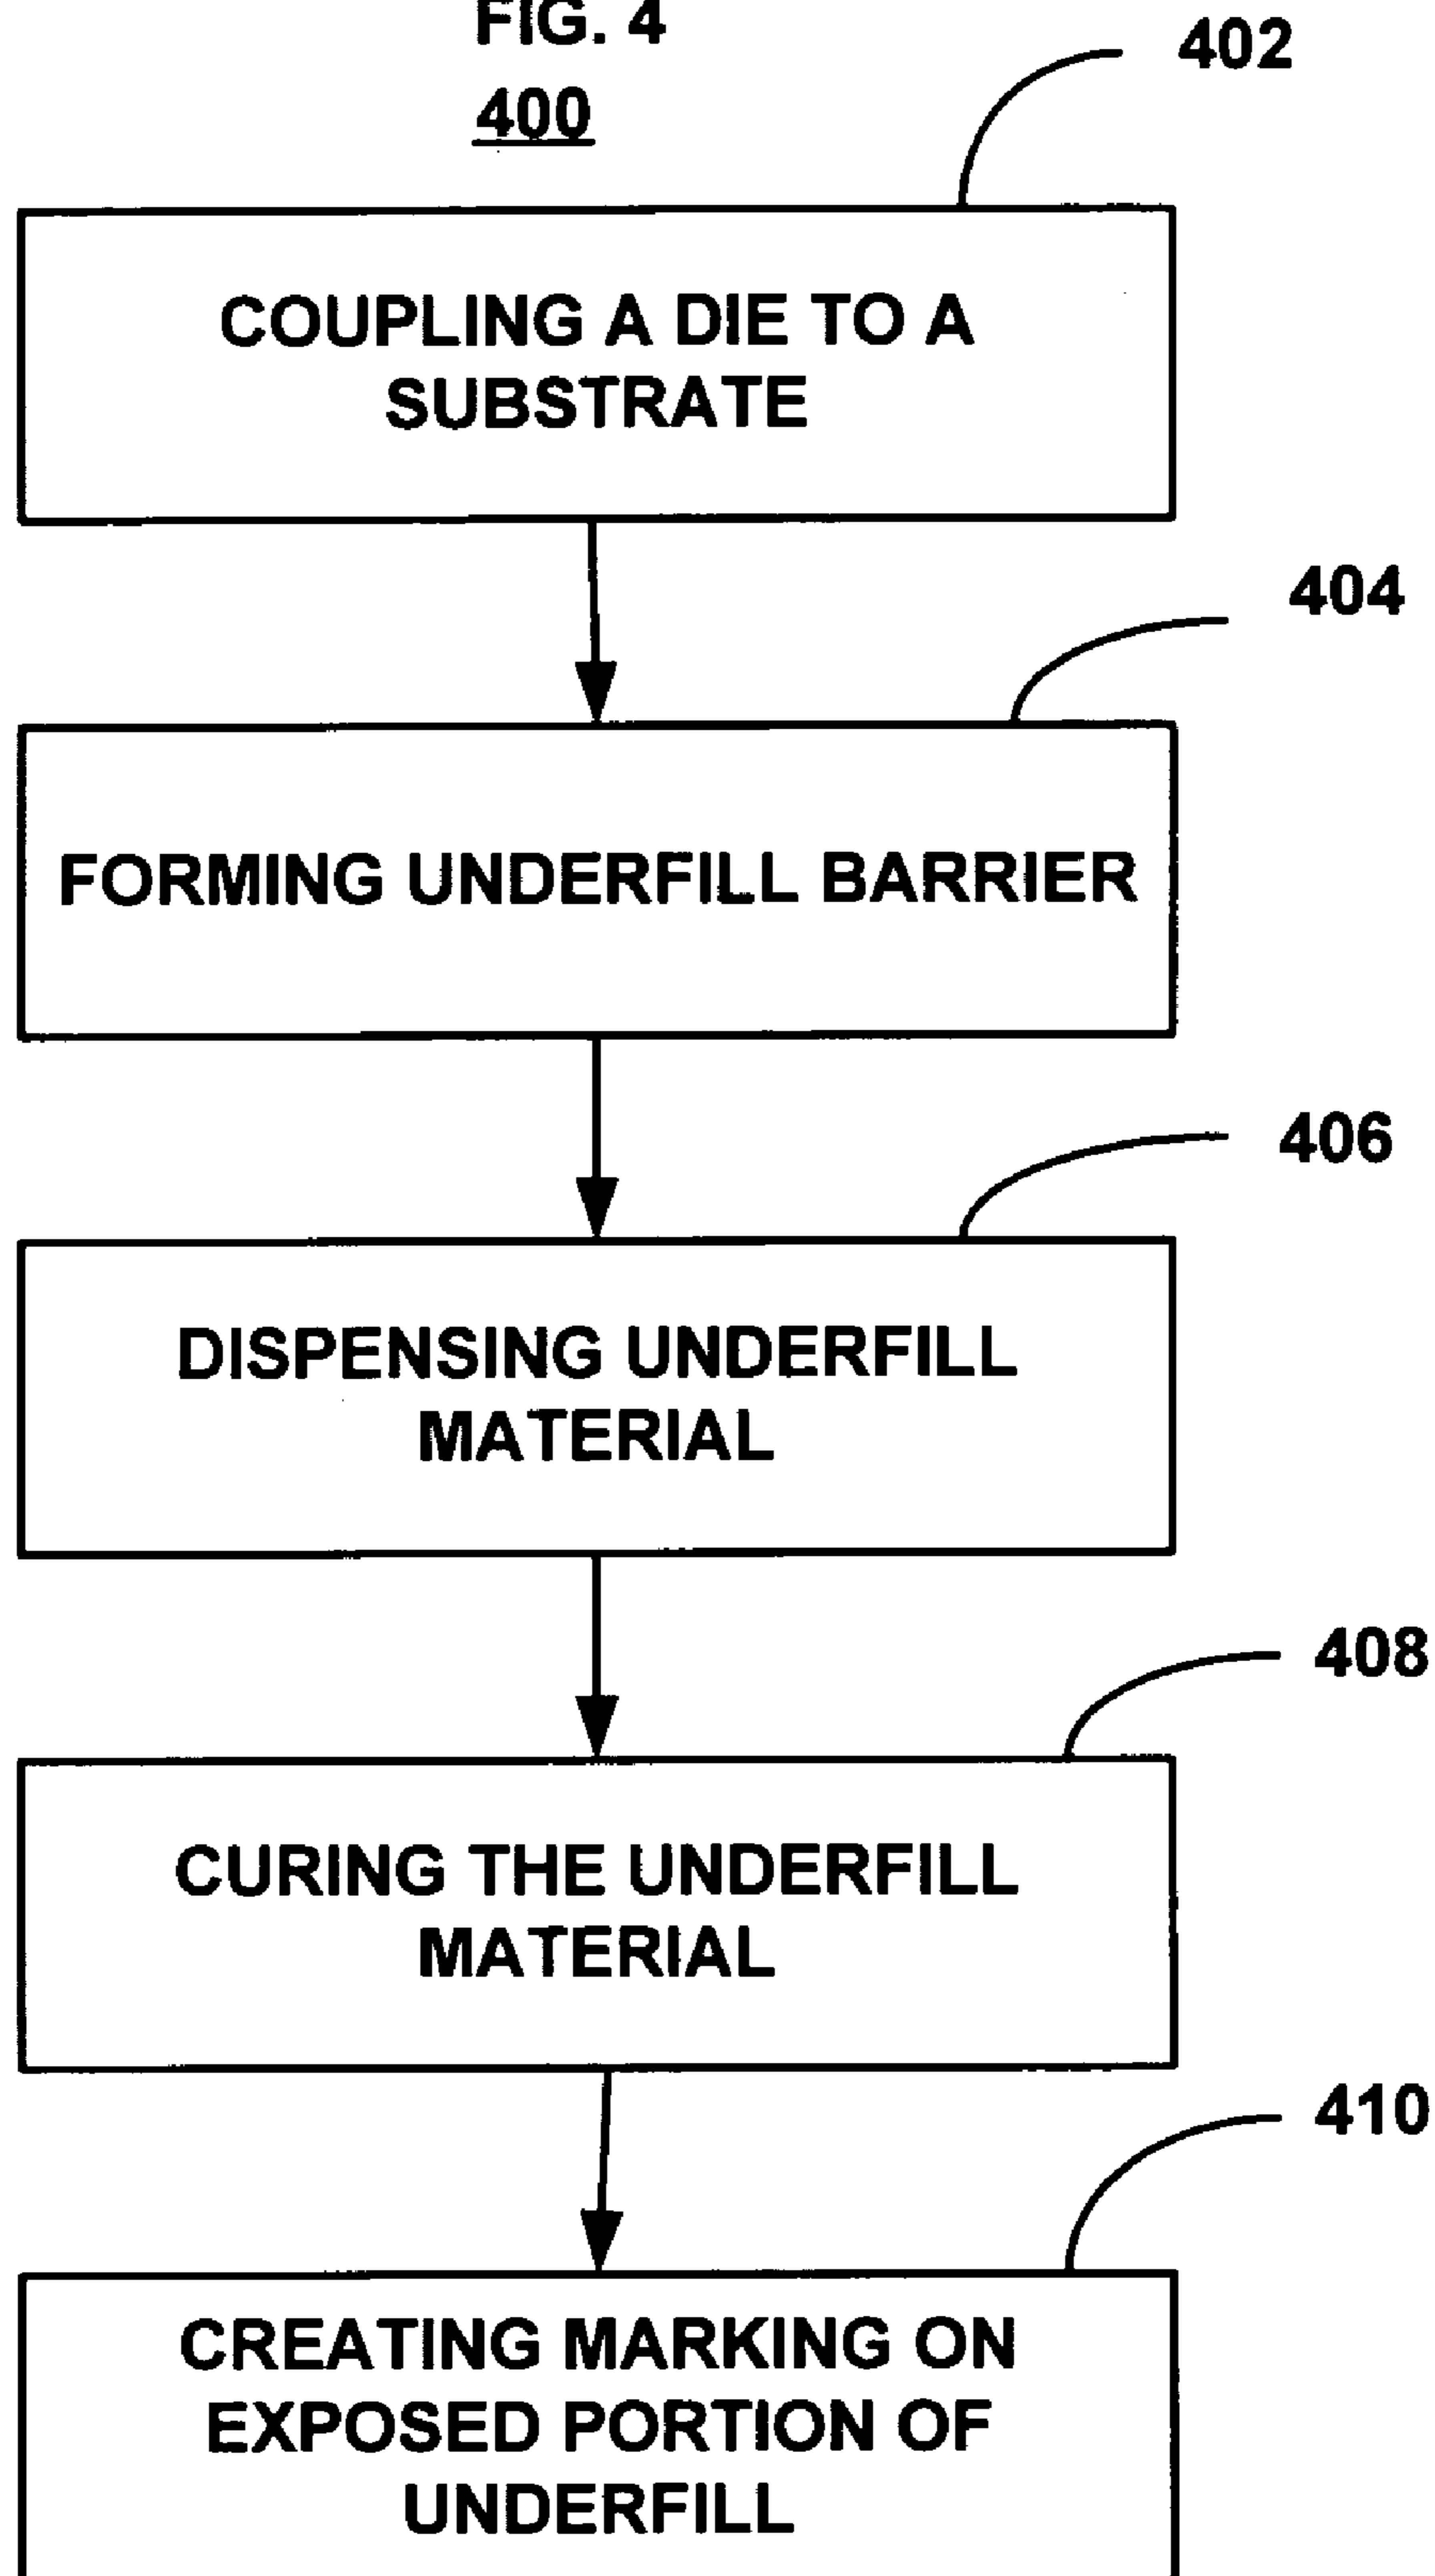 FIG. 4
400
402
COUPLING A DIE TO A
SUBSTRATE
404
FORMING UNDERFILL BARRIER
406
DISPENSING UNDERFILL
MATERIAL
408
CURING THE UNDERFILL
MATERIAL
410
CREATING MARKING ON
EXPOSED PORTION OF
UNDERFILL